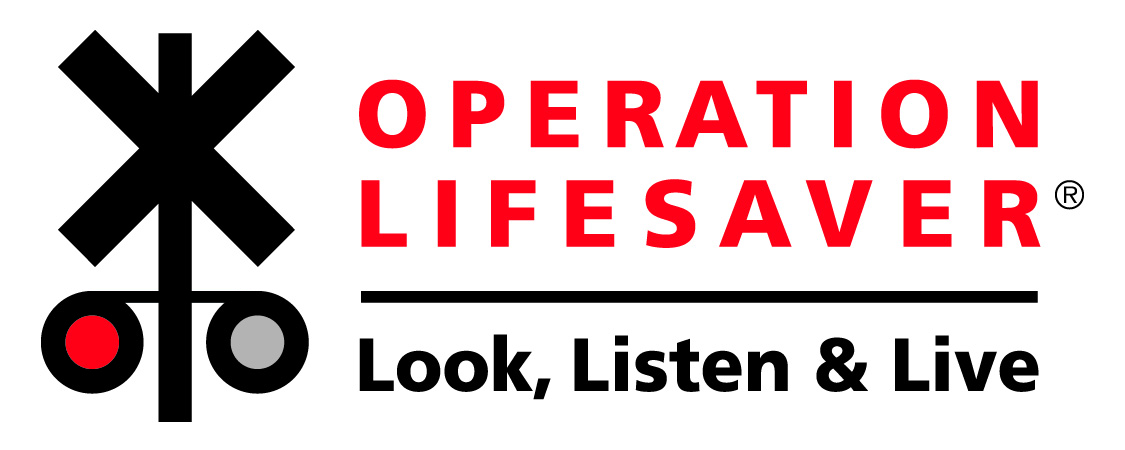 OPERATION
LIFESAVER®
Look, Listen & Live